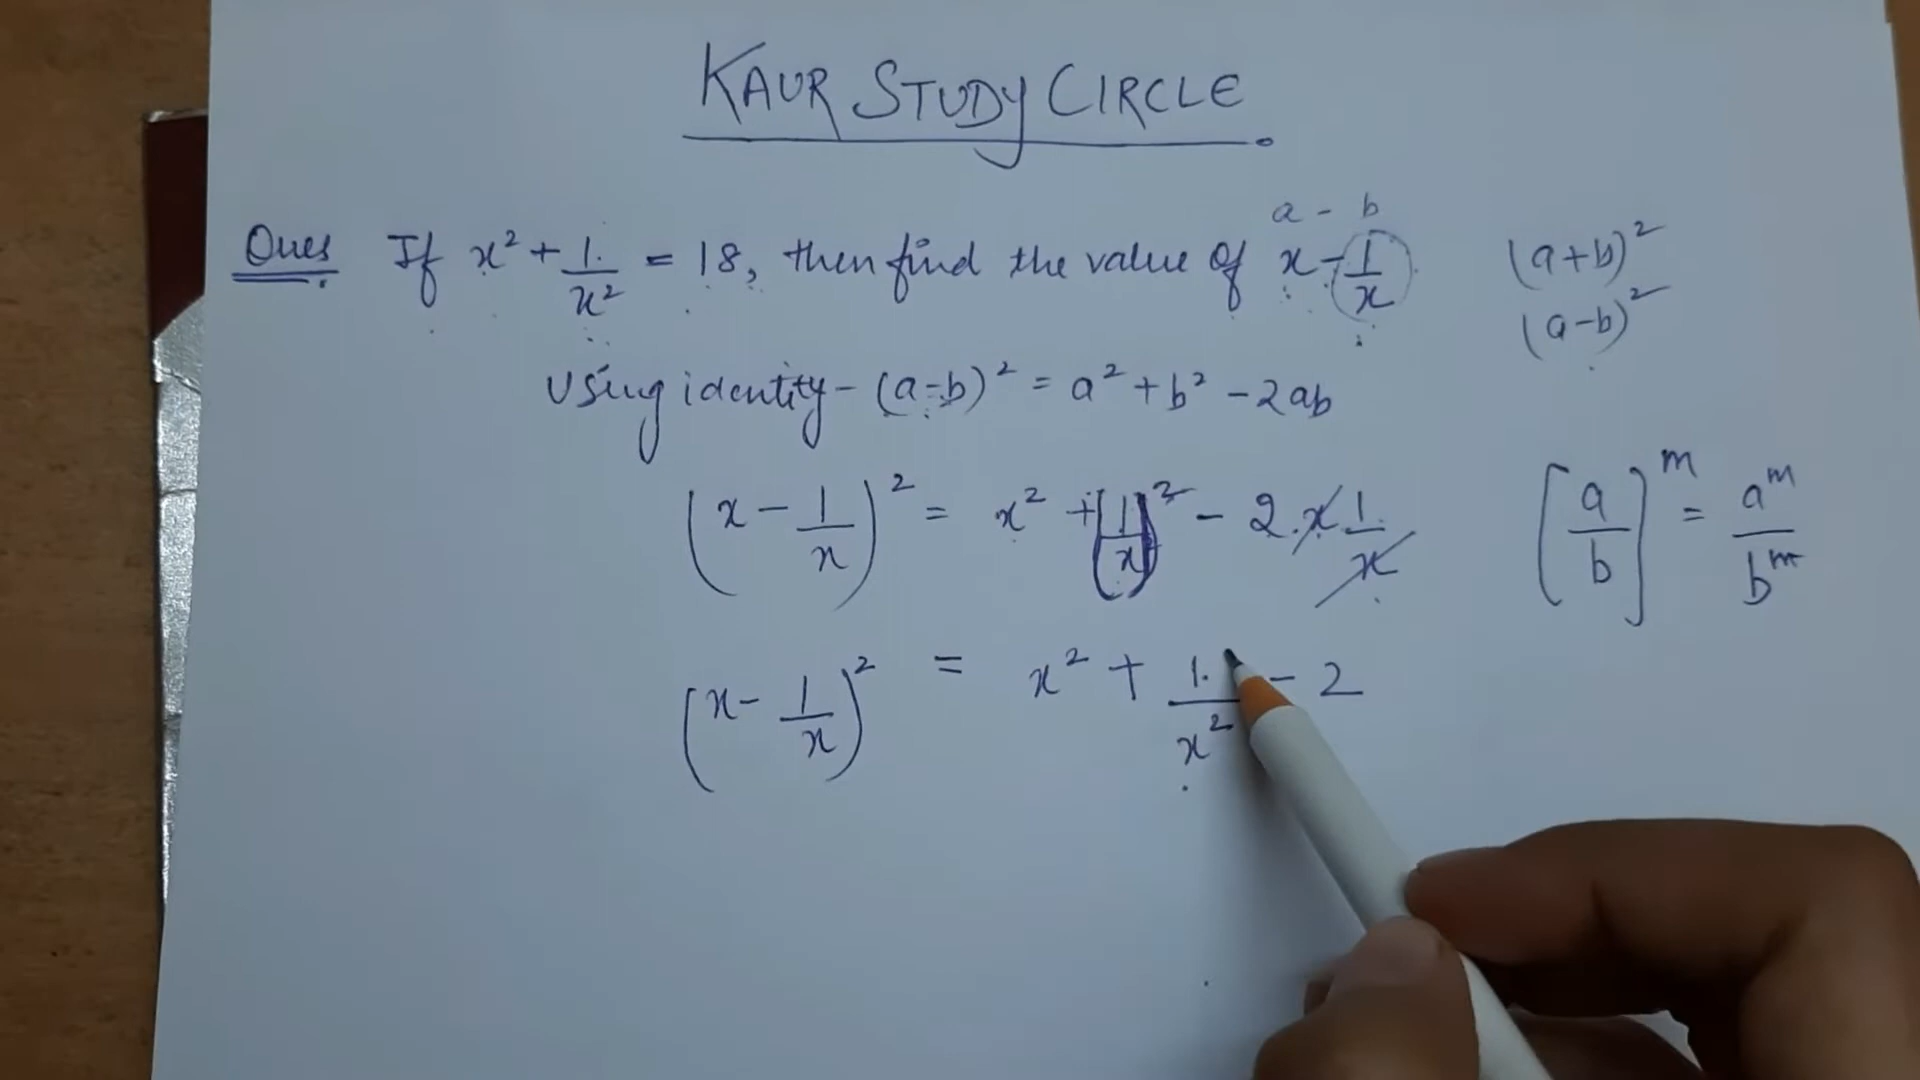 KAUR STUDY CIRCLE
a - b
Ques If x² + 1/x² = 18, then find the value of x - 1/x
(a+b)²
(a-b)²
Using identity - (a-b)² = a² + b² - 2ab
(x - 1/x)² = x² + (1/x)² - 2.x 1/x
[a/b]^m = a^m/b^m
(x - 1/x)² = x² + 1/x² - 2